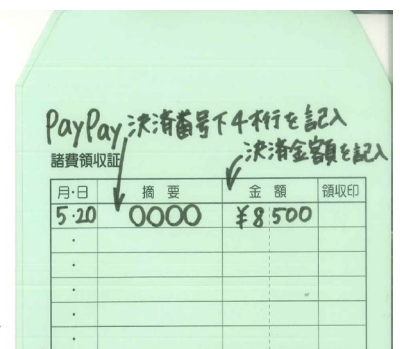 PayPay決済番号下4桁を記入
決済金額を記入
諸費領収証
月・日 摘要 金額 領収印
5・20 0000 ¥8500
・
・
・
・
・